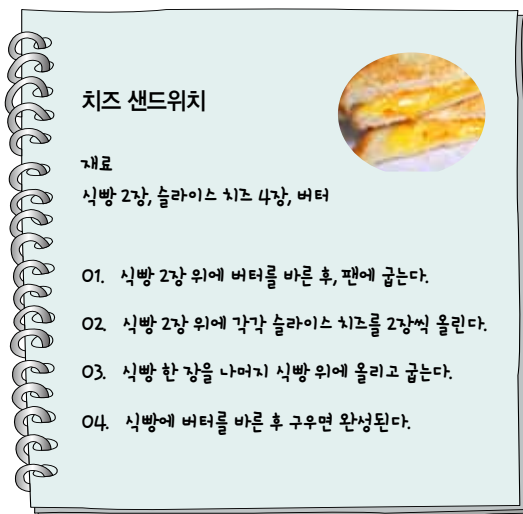 치즈 샌드위치
재료
식빵 2장, 슬라이스 치즈 4장, 버터
01. 식빵 2장 위에 버터를 바른 후, 팬에 굽는다.
02. 식빵 2장 위에 각각 슬라이스 치즈를 2장씩 올린다.
03. 식빵 한 장을 나머지 식빵 위에 올리고 굽는다.
04. 식빵에 버터를 바른 후 구우면 완성된다.